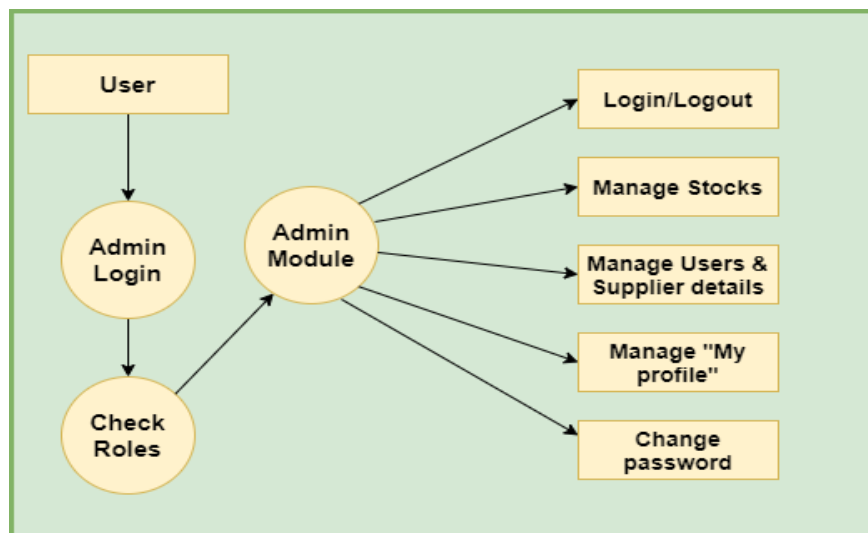 User
Admin
Login
Check
Roles
Admin
Module
Login/Logout
Manage Stocks
Manage Users &
Supplier details
Manage "My
profile"
Change
password